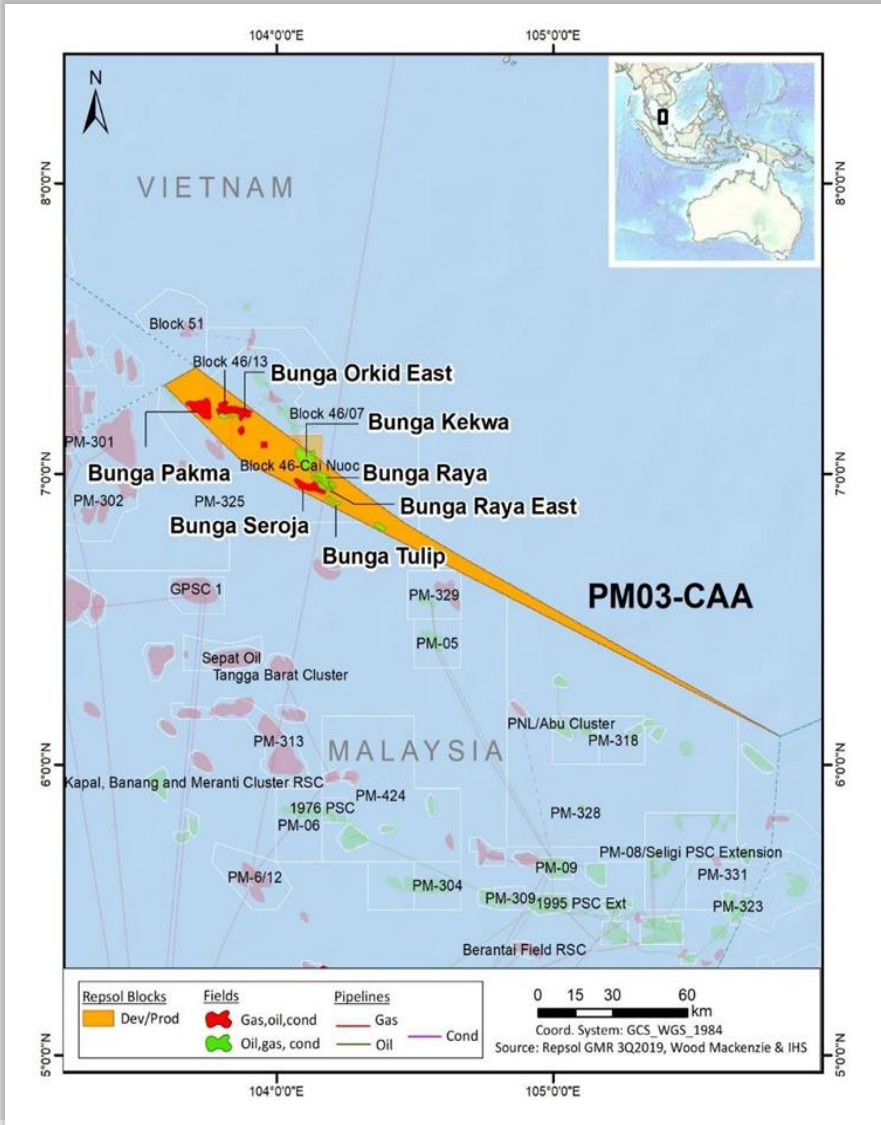 104°0'0"E 105°0'0"E
N
VIETNAM
8°0'0"N 8°0'0"N
Block 51
Block 46/13
Bunga Orkid East
Block 46/07
Bunga Kekwa
PM-301
Bunga Pakma
Block 46-Cai Nuoc
Bunga Raya
7°0'0"N 7°0'0"N
PM-302
PM-325
Bunga Raya East
Bunga Seroja
Bunga Tulip
GPSC 1
PM-329
PM03-CAA
PM-05
Sepat Oil
Tangga Barat Cluster
PNL/Abu Cluster
PM-313
MALAYSIA
PM-318
6°0'0"N 6°0'0"N
Kapal, Banang and Meranti Cluster RSC
PM-424
1976 PSC
PM-06
PM-328
PM-08/Seligi PSC Extension
PM-09
PM-331
PM-6/12
PM-304
PM-309
1995 PSC Ext
PM-323
Berantai Field RSC
Repsol Blocks
Dev/Prod
Fields
Gas,oil,cond
Oil,gas, cond
Pipelines
Gas
Oil
Cond
0 15 30 60
km
Coord. System: GCS_WGS_1984
Source: Repsol GMR 3Q2019, Wood Mackenzie & IHS
5°0'0"N 5°0'0"N
104°0'0"E 105°0'0"E